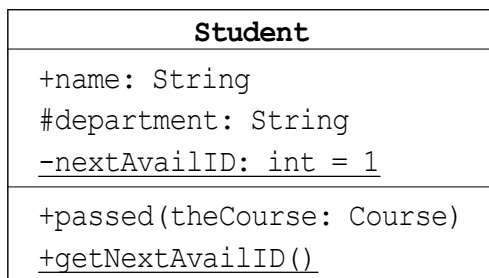 Student
+name: String
#department: String
-nextAvailID: int = 1
+passed(theCourse: Course)
+getNextAvailID()